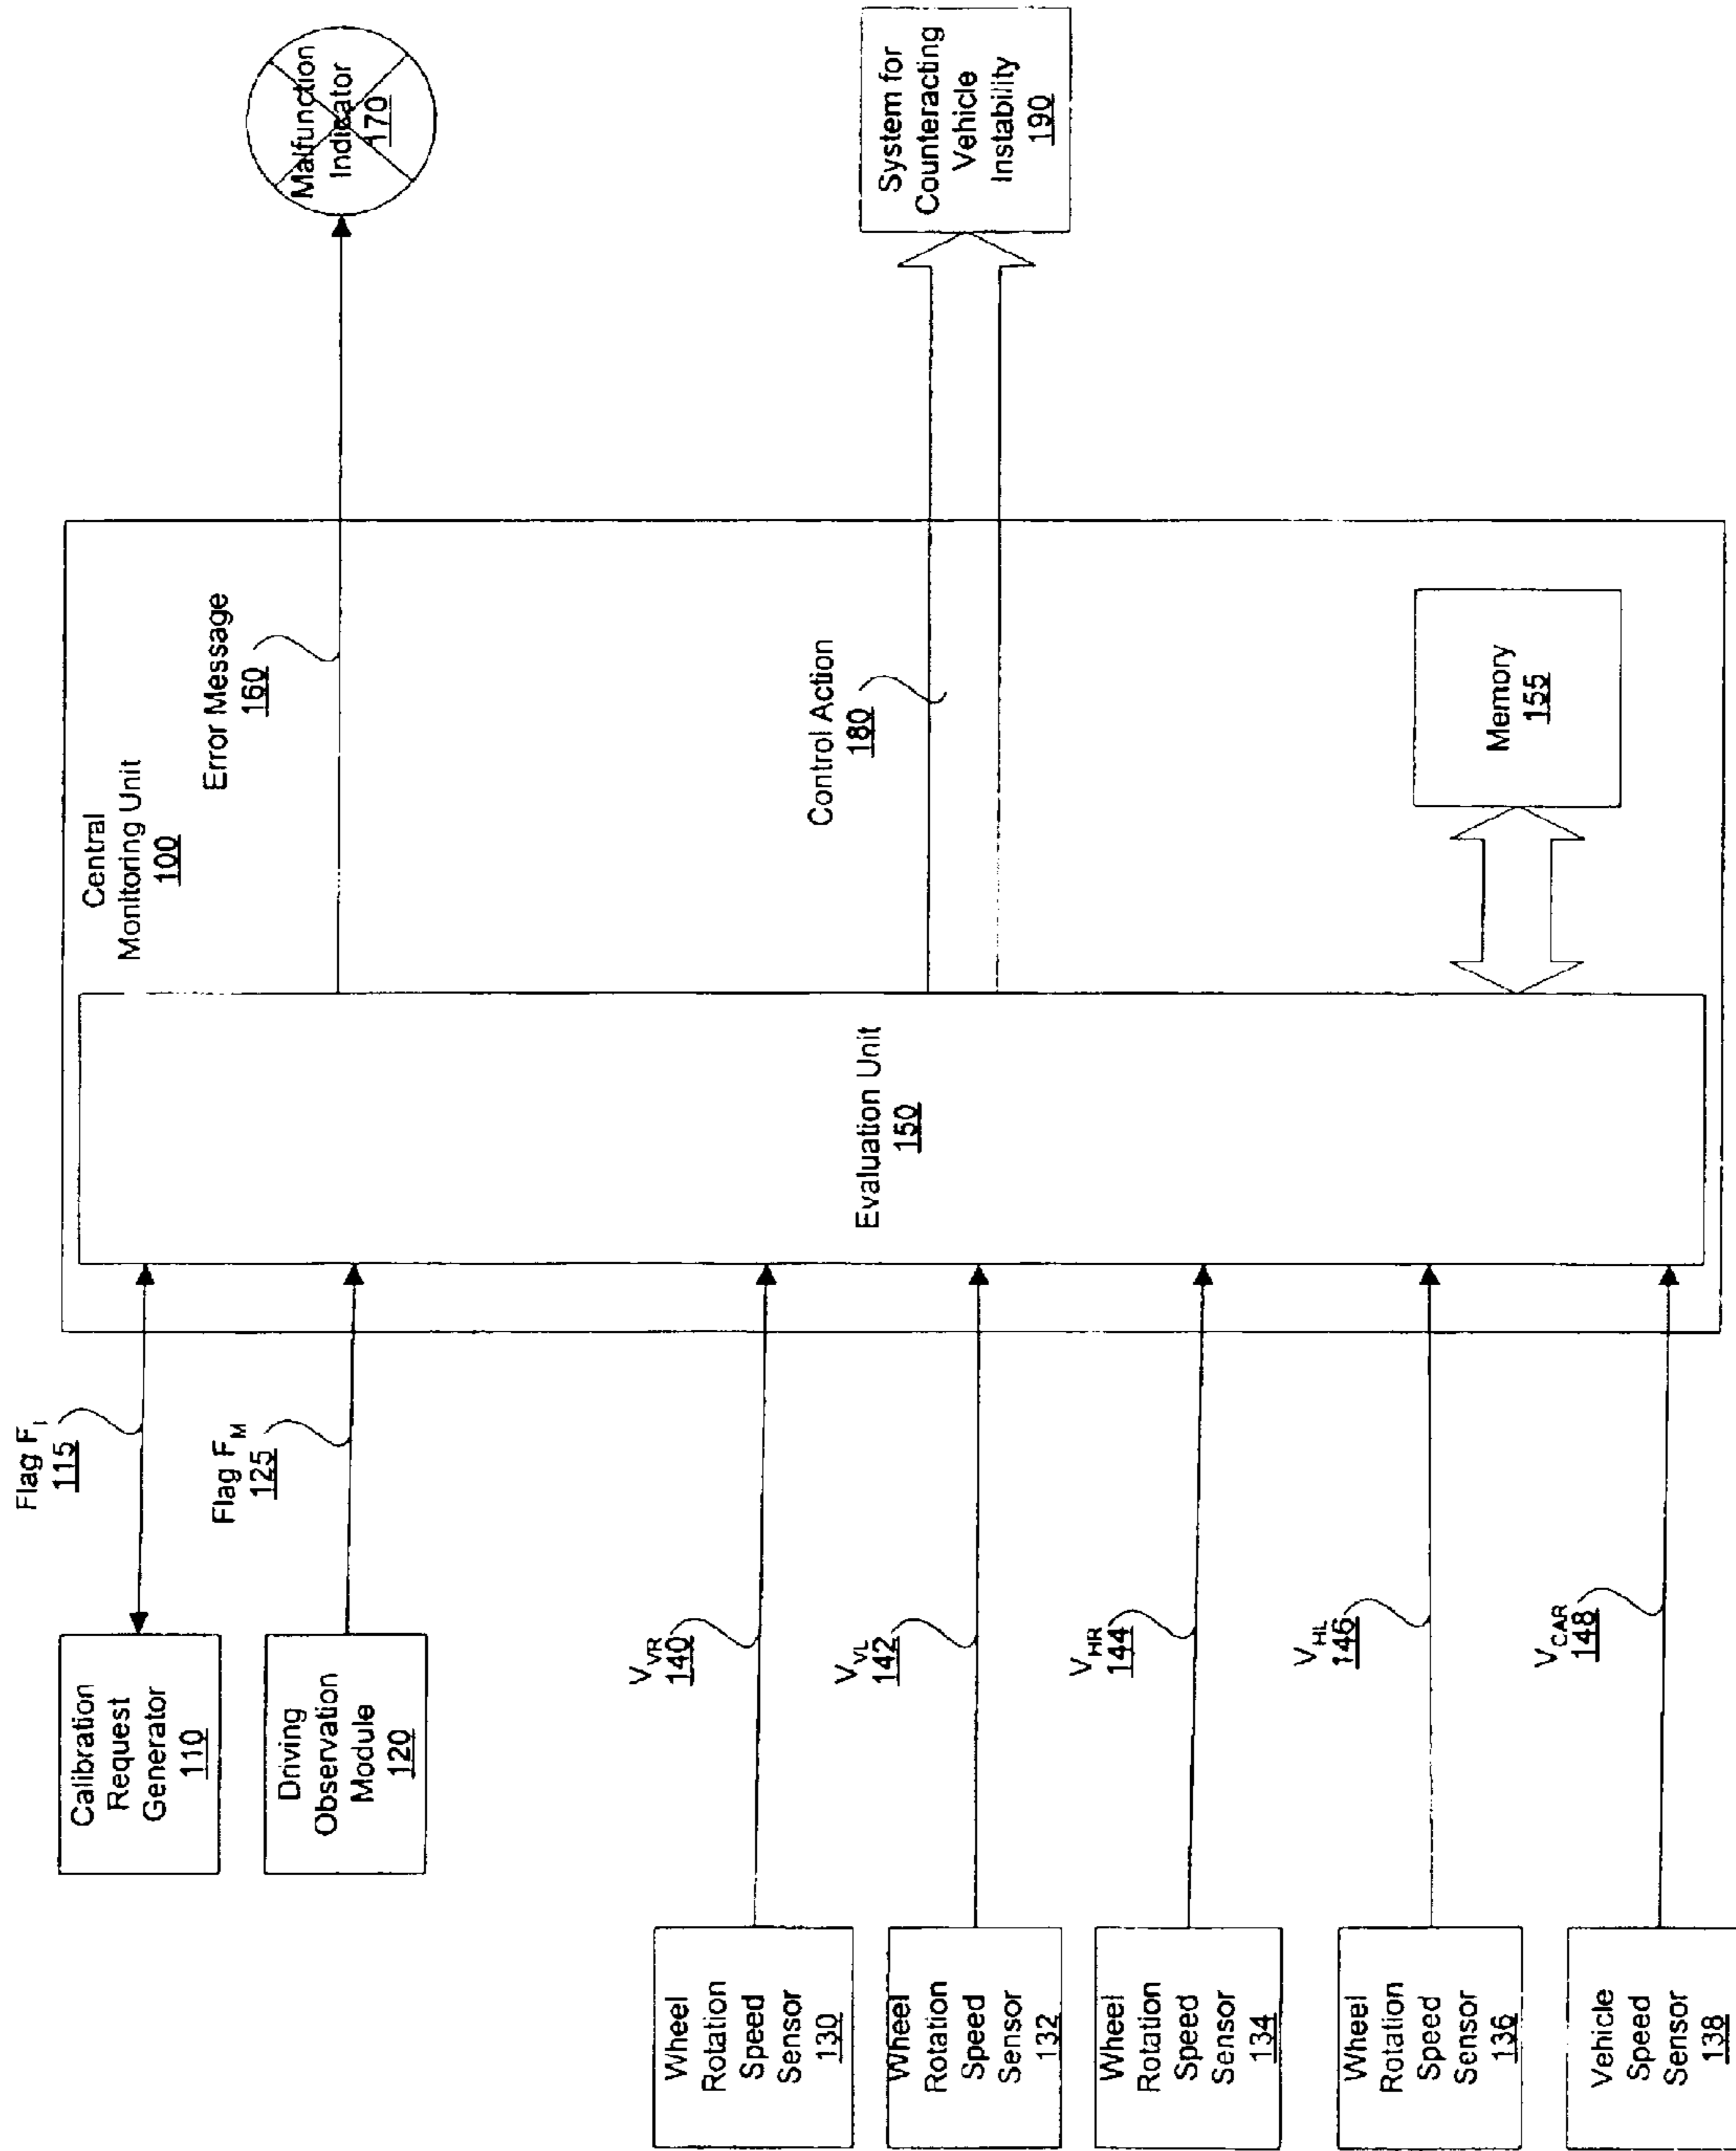 Calibration
Request
Generator
110
Flag F_I
115
Driving
Observation
Module
120
Flag F_M
125
Wheel
Rotation
Speed
Sensor
130
V_VR
140
Wheel
Rotation
Speed
Sensor
132
V_VL
142
Wheel
Rotation
Speed
Sensor
134
V_HR
144
Wheel
Rotation
Speed
Sensor
136
V_HL
146
Vehicle
Speed
Sensor
138
V_CAR
148
Central
Monitoring Unit
100
Evaluation Unit
150
Error Message
160
Control Action
180
Memory
155
Malfunction
Indicator
170
System for
Counteracting
Vehicle
Instability
190